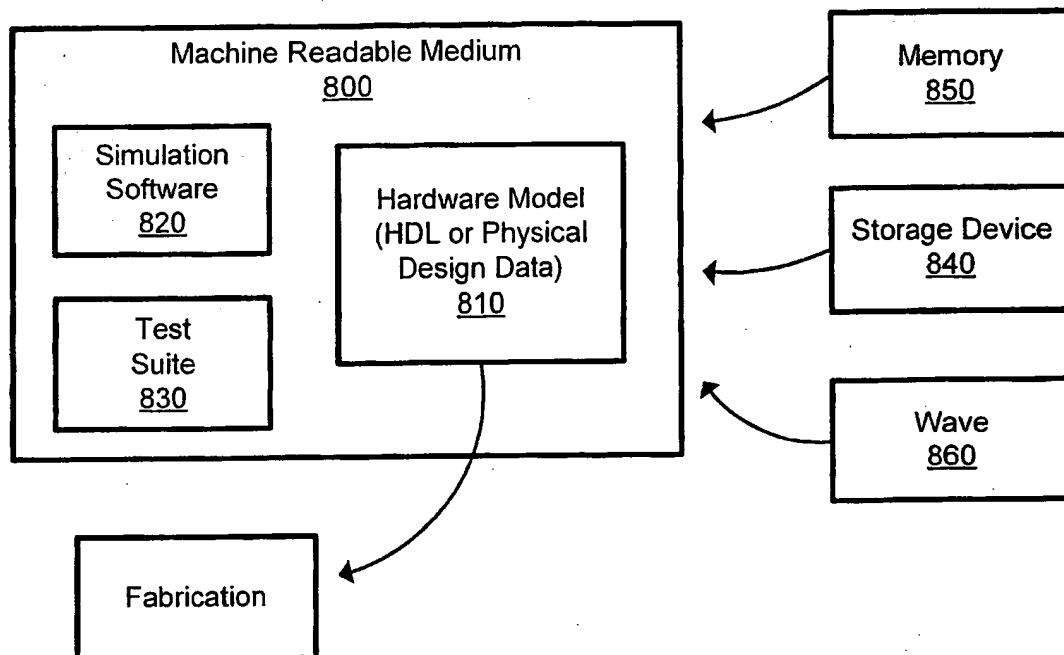 Machine Readable Medium
800
Simulation
Software
820
Test
Suite
830
Hardware Model
(HDL or Physical
Design Data)
810
Memory
850
Storage Device
840
Wave
860
Fabrication